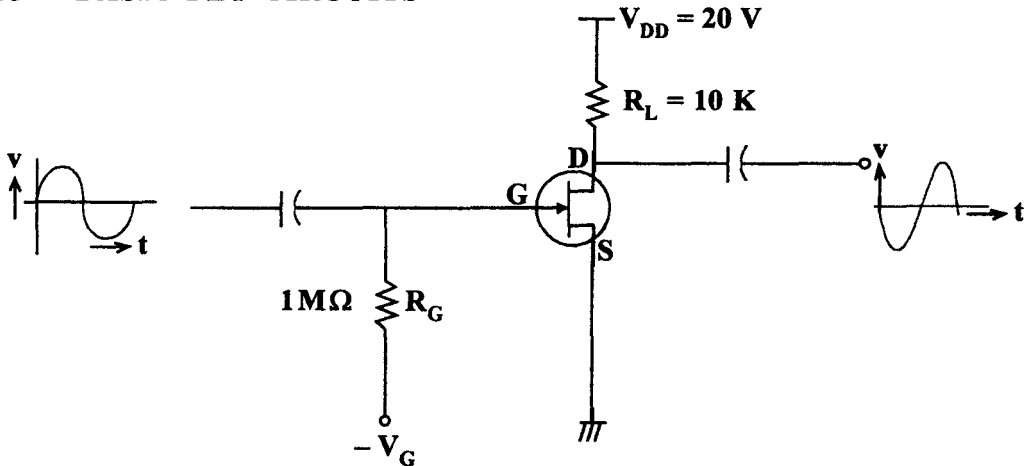 V_DD = 20 V
R_L = 10 K
D
v
v
G
t
t
S
1MΩ R_G
– V_G